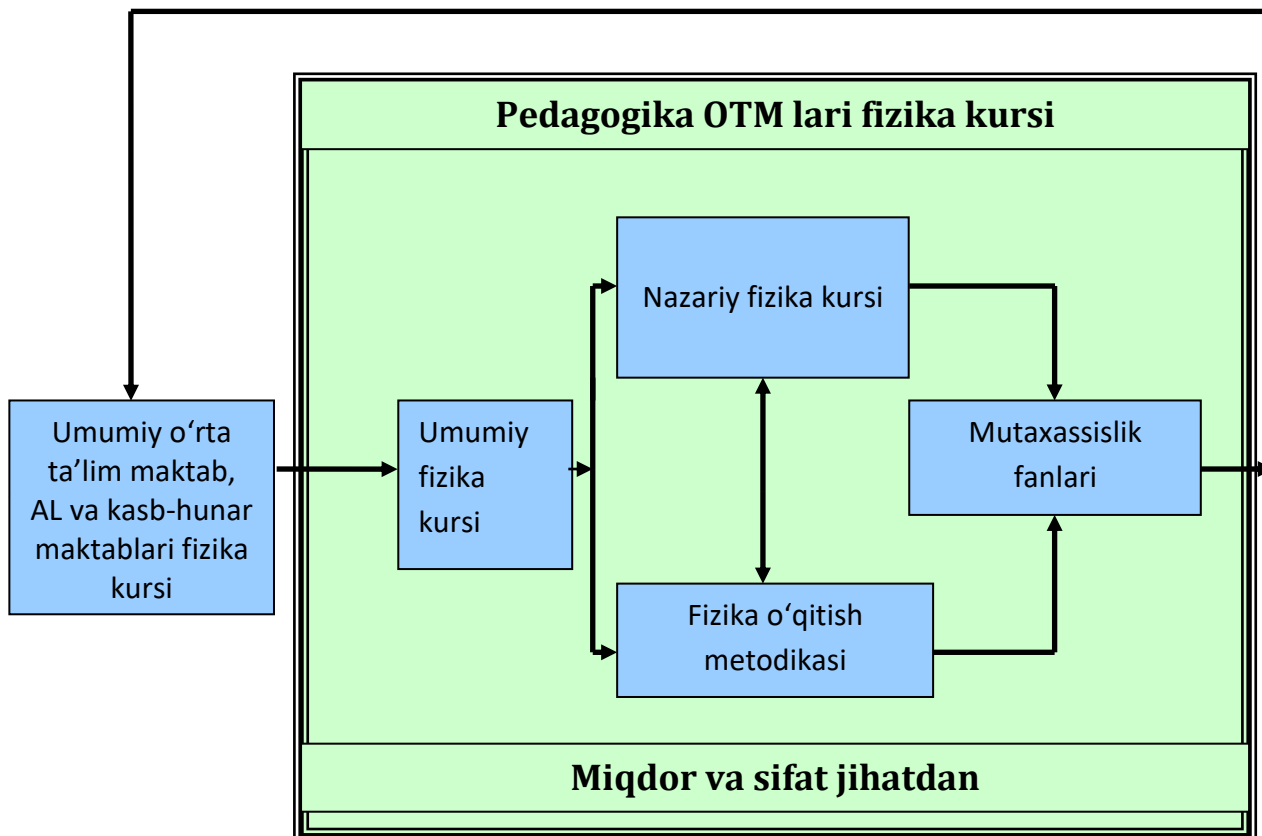 Pedagogika OTM lari fizika kursi
Nazariy fizika kursi
Umumiy o‘rta
ta’lim maktab,
AL va kasb-hunar
maktablari fizika
kursi
Umumiy
fizika
kursi
Mutaxassislik
fanlari
Fizika o‘qitish
metodikasi
Miqdor va sifat jihatdan